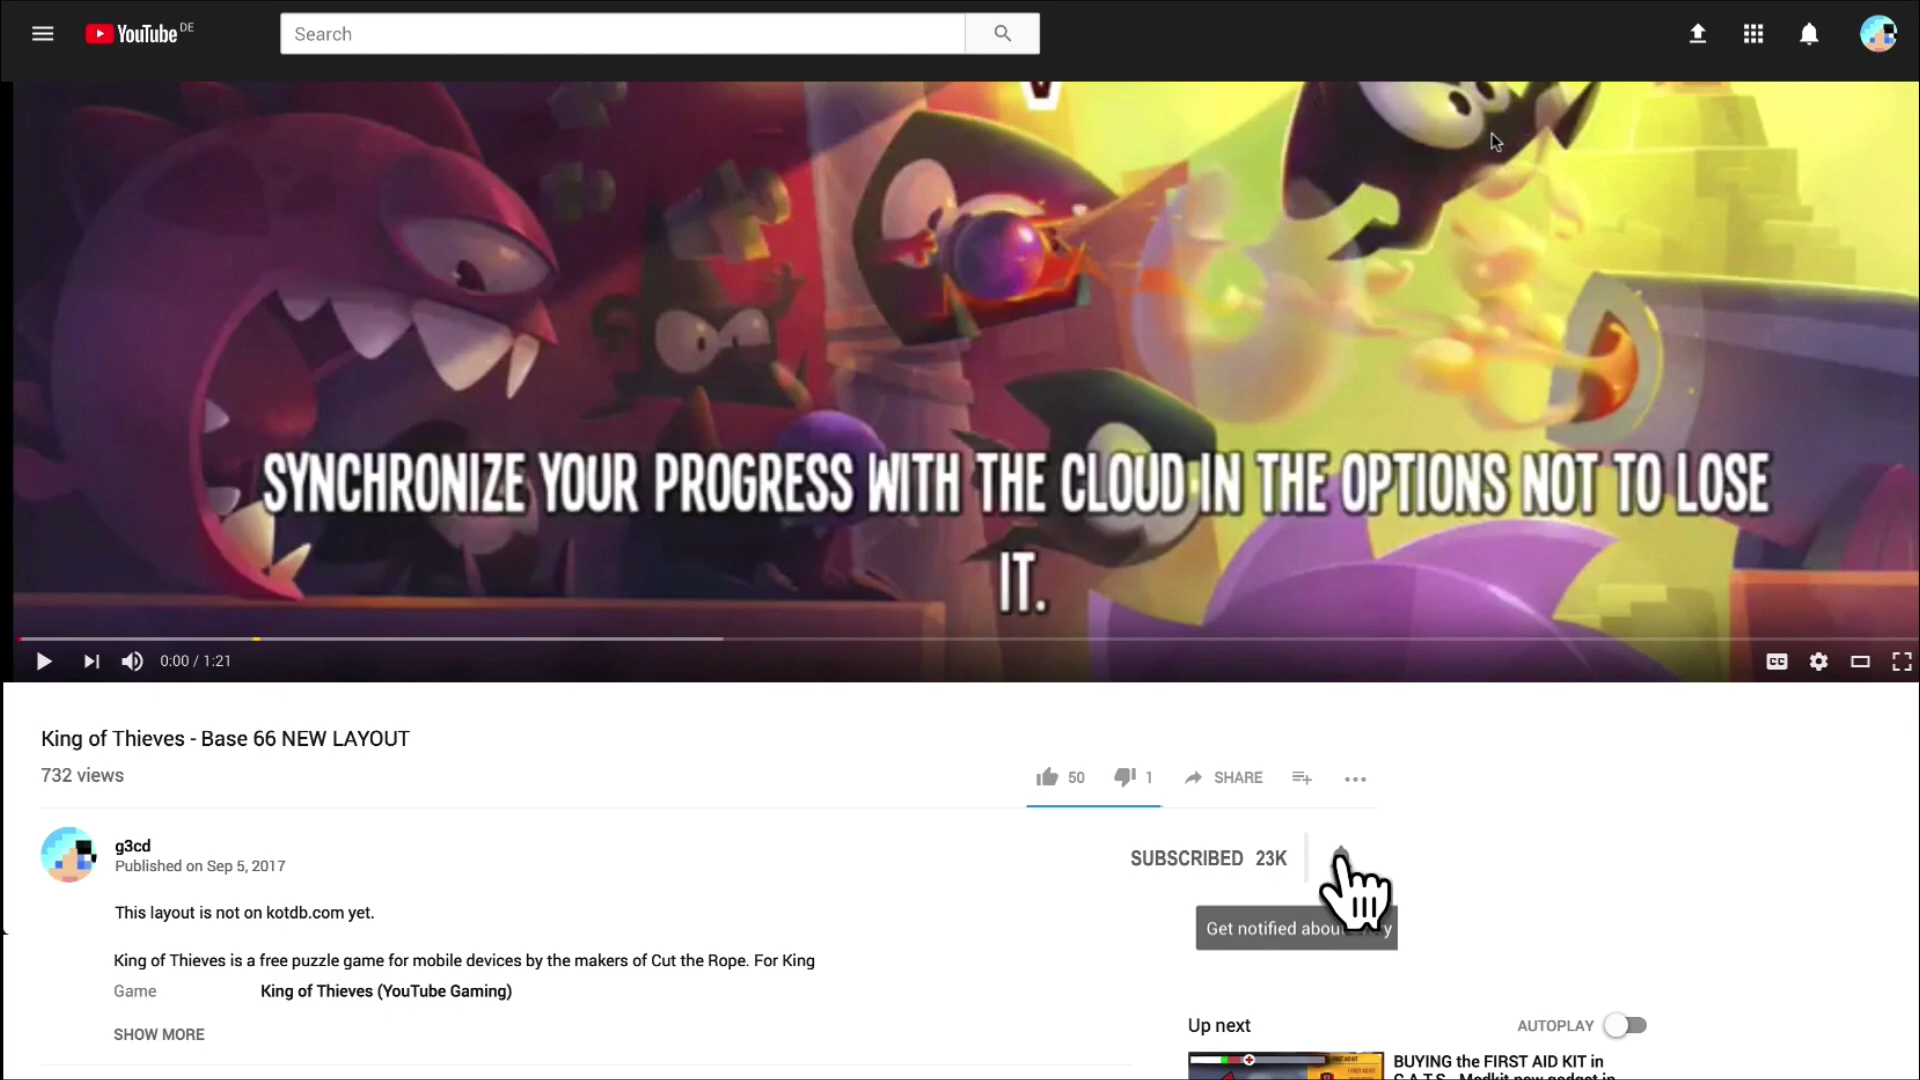 YouTube DE
Search
SYNCHRONIZE YOUR PROGRESS WITH THE CLOUD IN THE OPTIONS NOT TO LOSE
IT.
0:00 / 1:21
CC
King of Thieves - Base 66 NEW LAYOUT
732 views
50
1
SHARE
g3cd
Published on Sep 5, 2017
SUBSCRIBED 23K
This layout is not on kotdb.com yet.
Get notified
King of Thieves is a free puzzle game for mobile devices by the makers of Cut the Rope. For King
Game
King of Thieves (YouTube Gaming)
SHOW MORE
Up next
AUTOPLAY
BUYING the FIRST AID KIT in